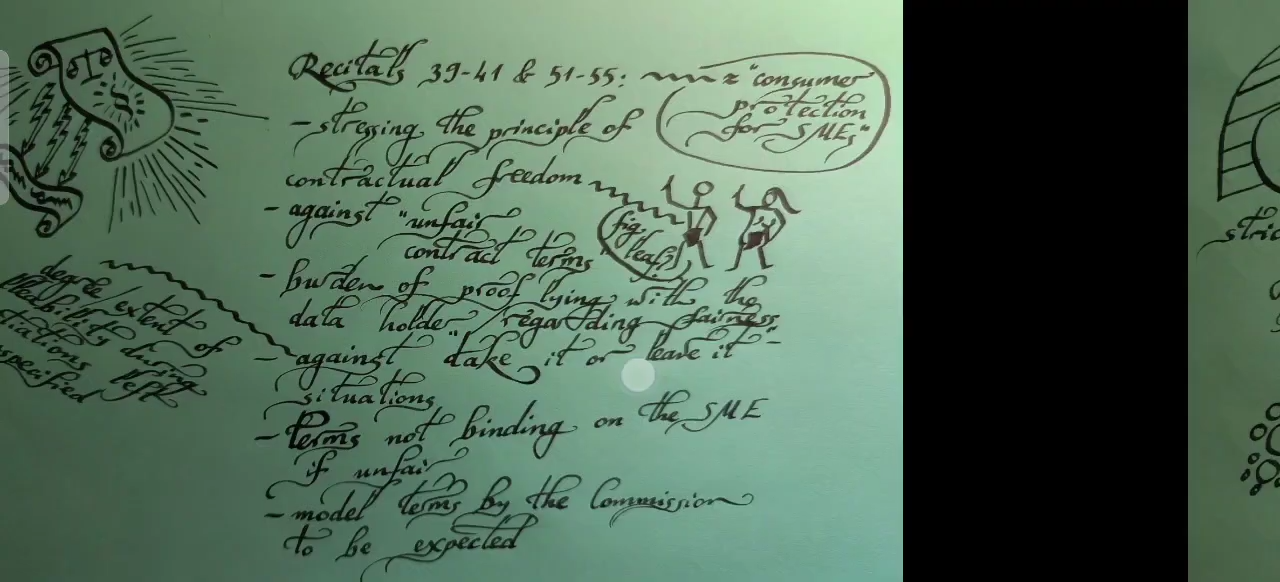 Recitals 39-41 & 51-55: ≈ "consumer
protection
for SMEs"
- stressing the principle of
contractual freedom
- against "unfair
contract terms"
fig
leafs
- burden of proof lying with the
data holder / regarding fairness
- against "take it or leave it"-
situations
- terms not binding on the SME
if unfair
- model terms by the Commission
to be expected
degree / extent of
flexibility during
left
stric